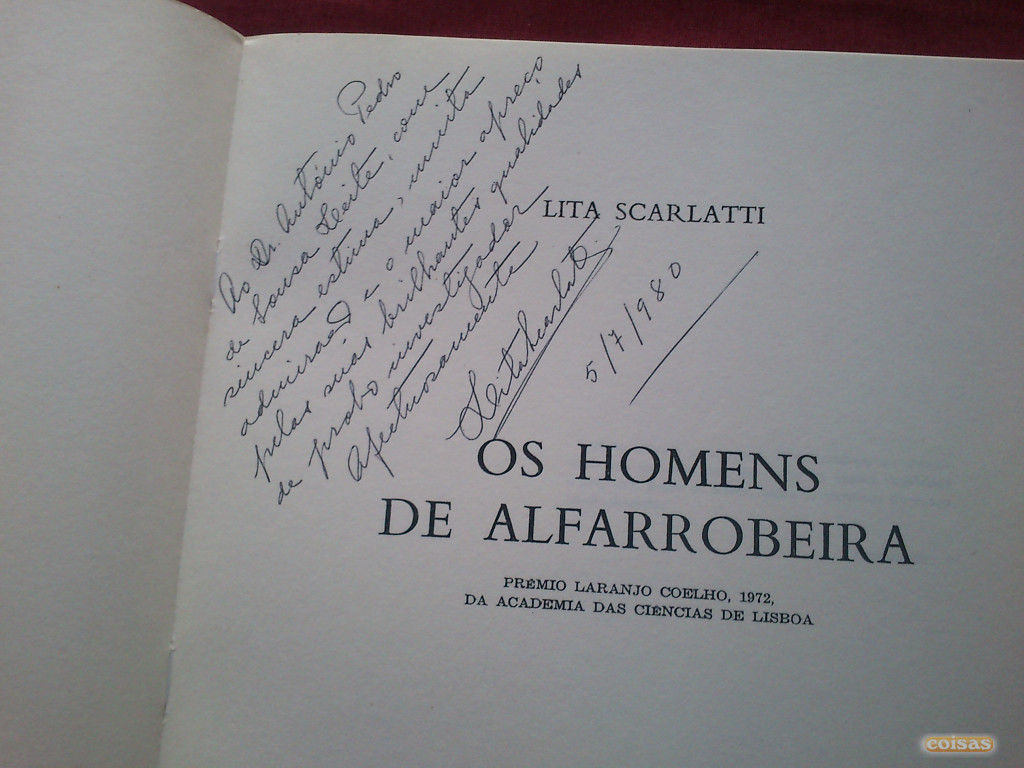 Ao Dr. António Pedro
de Sousa Leite, com
sincera estima, muita
admiração e o maior apreço
pelas suas brilhantes qualidades
de probo investigador
Afectuosamente
Lita Scarlatti
5/7/980
LITA SCARLATTI
OS HOMENS
DE ALFARROBEIRA
PRÉMIO LARANJO COELHO, 1972,
DA ACADEMIA DAS CIÊNCIAS DE LISBOA
coisas